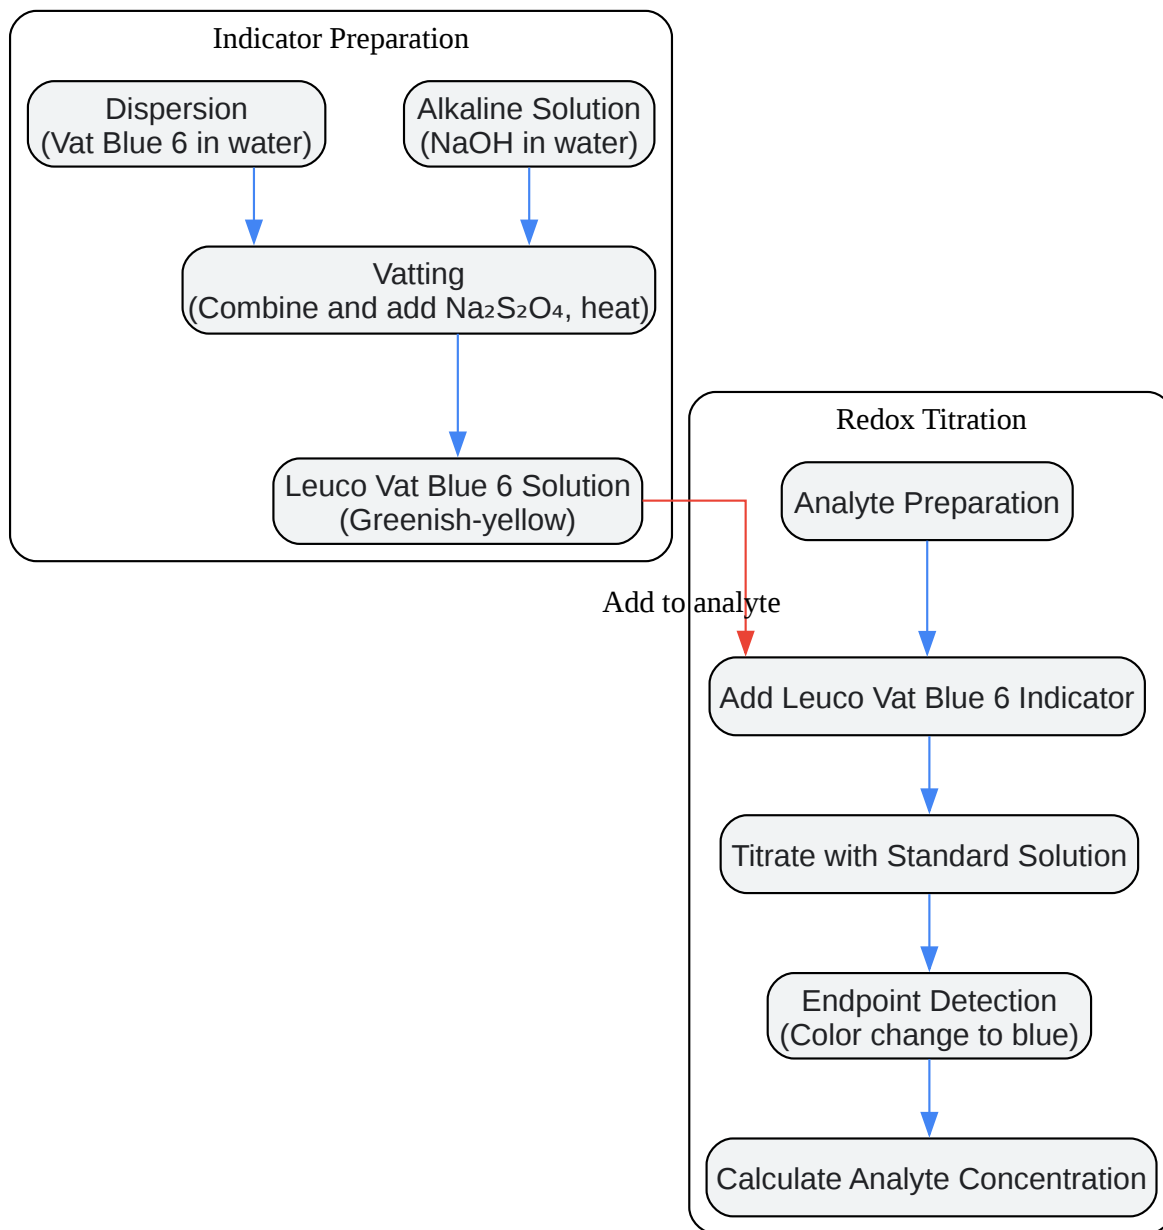 Indicator Preparation
Dispersion
(Vat Blue 6 in water)
Alkaline Solution
(NaOH in water)
Vatting
(Combine and add Na₂S₂O₄, heat)
Leuco Vat Blue 6 Solution
(Greenish-yellow)
Add to analyte
Redox Titration
Analyte Preparation
Add Leuco Vat Blue 6 Indicator
Titrate with Standard Solution
Endpoint Detection
(Color change to blue)
Calculate Analyte Concentration